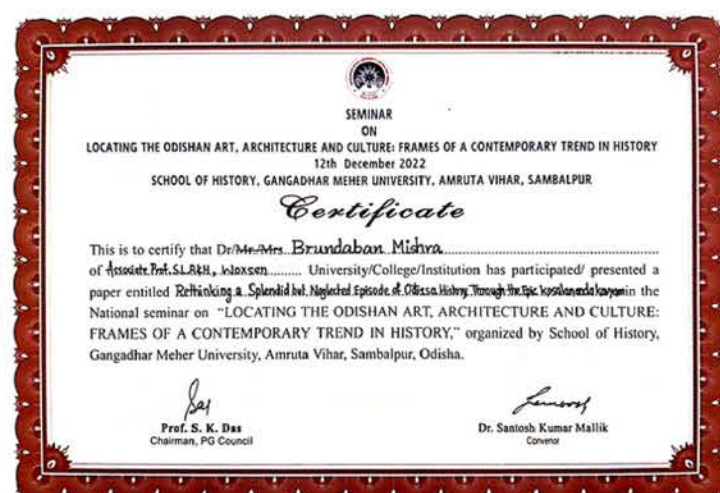 SEMINAR
ON
LOCATING THE ODISHAN ART, ARCHITECTURE AND CULTURE: FRAMES OF A CONTEMPORARY TREND IN HISTORY
12th December 2022
SCHOOL OF HISTORY, GANGADHAR MEHER UNIVERSITY, AMRUTA VIHAR, SAMBALPUR
Certificate
This is to certify that Dr/Mr./Mrs. Brundaban Mishra
of Associate Prof. SLA&H, Woxsen University/College/Institution has participated/ presented a
paper entitled Rethinking a Splendid but Neglected Episode of Odissa History Through the Epic in the
National seminar on "LOCATING THE ODISHAN ART, ARCHITECTURE AND CULTURE:
FRAMES OF A CONTEMPORARY TREND IN HISTORY," organized by School of History,
Gangadhar Meher University, Amruta Vihar, Sambalpur, Odisha.
Prof. S. K. Das
Chairman, PG Council
Dr. Santosh Kumar Mallik
Convenor